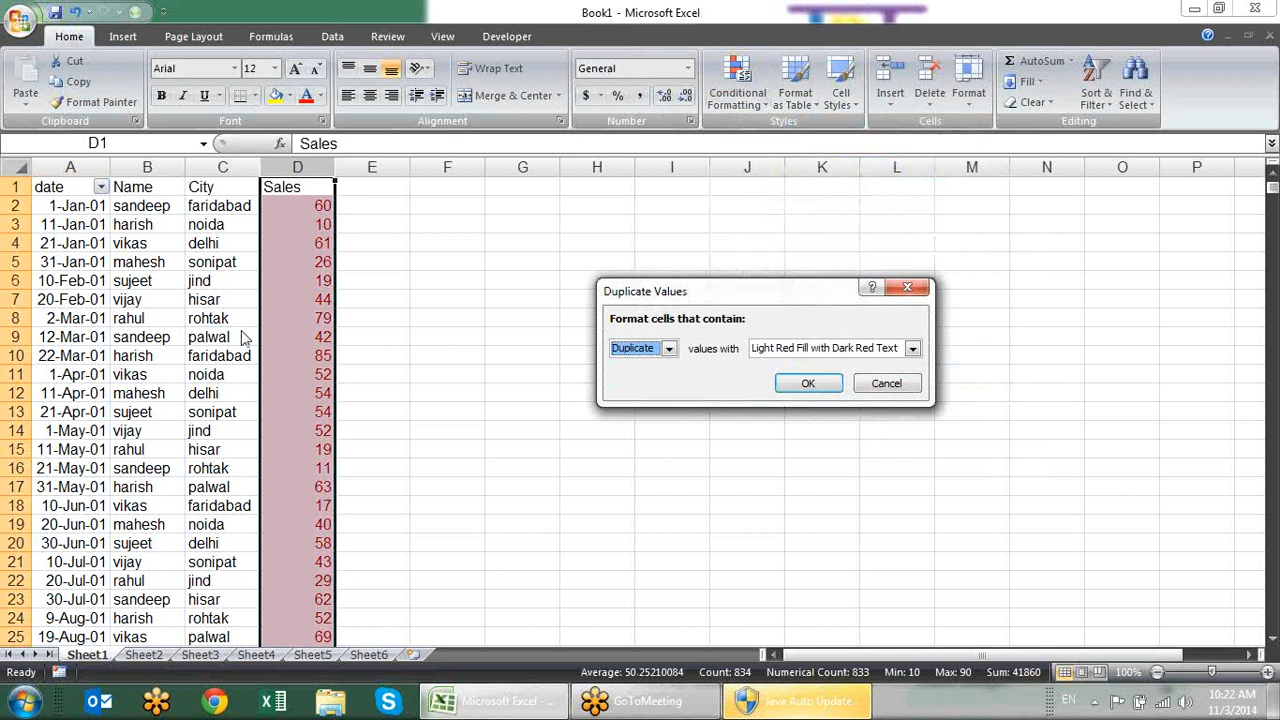 Book1 - Microsoft Excel
Home Insert Page Layout Formulas Data Review View Developer
Paste
Cut
Copy
Format Painter
Clipboard
Arial 12
B I U
Font
Wrap Text
Merge & Center
Alignment
General
$ % ,
Number
Conditional Formatting
Format as Table
Cell Styles
Styles
Insert
Delete
Format
Cells
AutoSum
Fill
Clear
Sort & Filter
Find & Select
Editing
D1 fx Sales
A B C D E F G H I J K L M N O P
1 date Name City Sales
2 1-Jan-01 sandeep faridabad 60
3 11-Jan-01 harish noida 10
4 21-Jan-01 vikas delhi 61
5 31-Jan-01 mahesh sonipat 26
6 10-Feb-01 sujeet jind 19
7 20-Feb-01 vijay hisar 44
8 2-Mar-01 rahul rohtak 79
9 12-Mar-01 sandeep palwal 42
10 22-Mar-01 harish faridabad 85
11 1-Apr-01 vikas noida 52
12 11-Apr-01 mahesh delhi 54
13 21-Apr-01 sujeet sonipat 54
14 1-May-01 vijay jind 52
15 11-May-01 rahul hisar 19
16 21-May-01 sandeep rohtak 11
17 31-May-01 harish palwal 63
18 10-Jun-01 vikas faridabad 17
19 20-Jun-01 mahesh noida 40
20 30-Jun-01 sujeet delhi 58
21 10-Jul-01 vijay sonipat 43
22 20-Jul-01 rahul jind 29
23 30-Jul-01 sandeep hisar 62
24 9-Aug-01 harish rohtak 52
25 19-Aug-01 vikas palwal 69
Duplicate Values
Format cells that contain:
Duplicate values with Light Red Fill with Dark Red Text
OK Cancel
Sheet1 Sheet2 Sheet3 Sheet4 Sheet5 Sheet6
Ready Average: 50.25210084 Count: 834 Numerical Count: 833 Min: 10 Max: 90 Sum: 41860 100%
Microsoft Excel - GoToMeeting Java Auto Update... EN
10:22 AM
11/3/2014